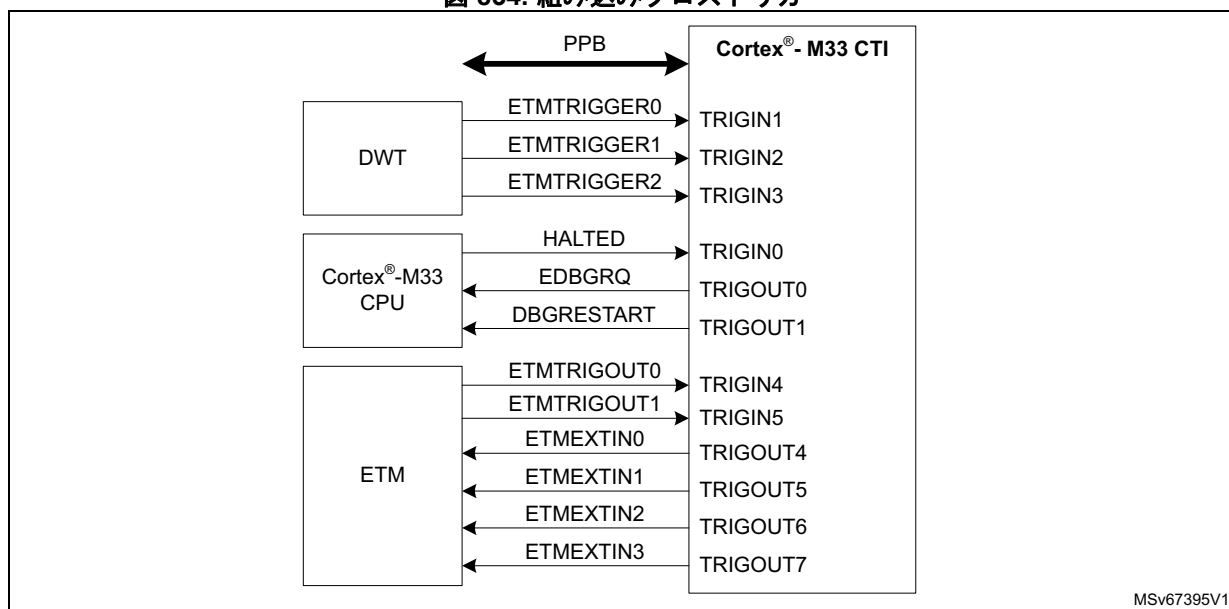 図 604. 組み込みクロストリガ
PPB
Cortex®- M33 CTI
ETMTRIGGER0
TRIGIN1
DWT
ETMTRIGGER1
TRIGIN2
ETMTRIGGER2
TRIGIN3
HALTED
TRIGIN0
Cortex®-M33
CPU
EDBGRQ
TRIGOUT0
DBGRESTART
TRIGOUT1
ETMTRIGOUT0
TRIGIN4
ETMTRIGOUT1
TRIGIN5
ETMEXTIN0
TRIGOUT4
ETM
ETMEXTIN1
TRIGOUT5
ETMEXTIN2
TRIGOUT6
ETMEXTIN3
TRIGOUT7
MSv67395V1